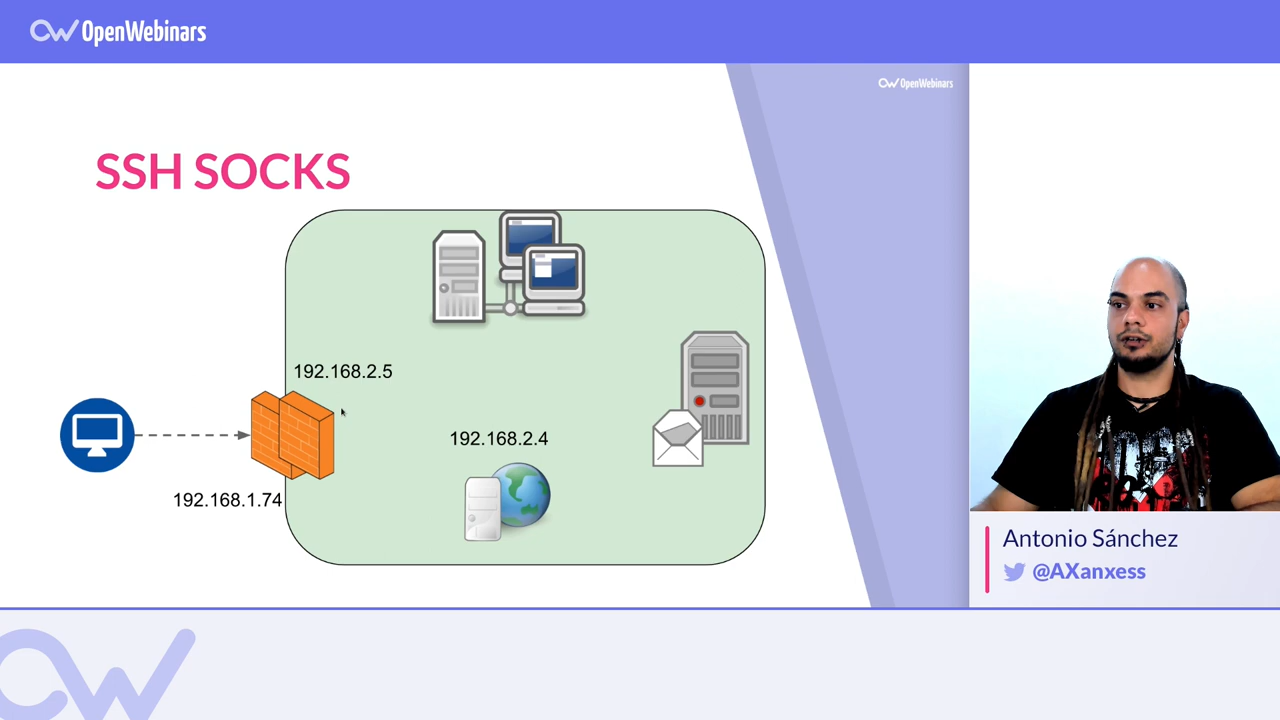 OpenWebinars
OpenWebinars
SSH SOCKS
192.168.2.5
192.168.2.4
192.168.1.74
Antonio Sánchez
@AXanxess